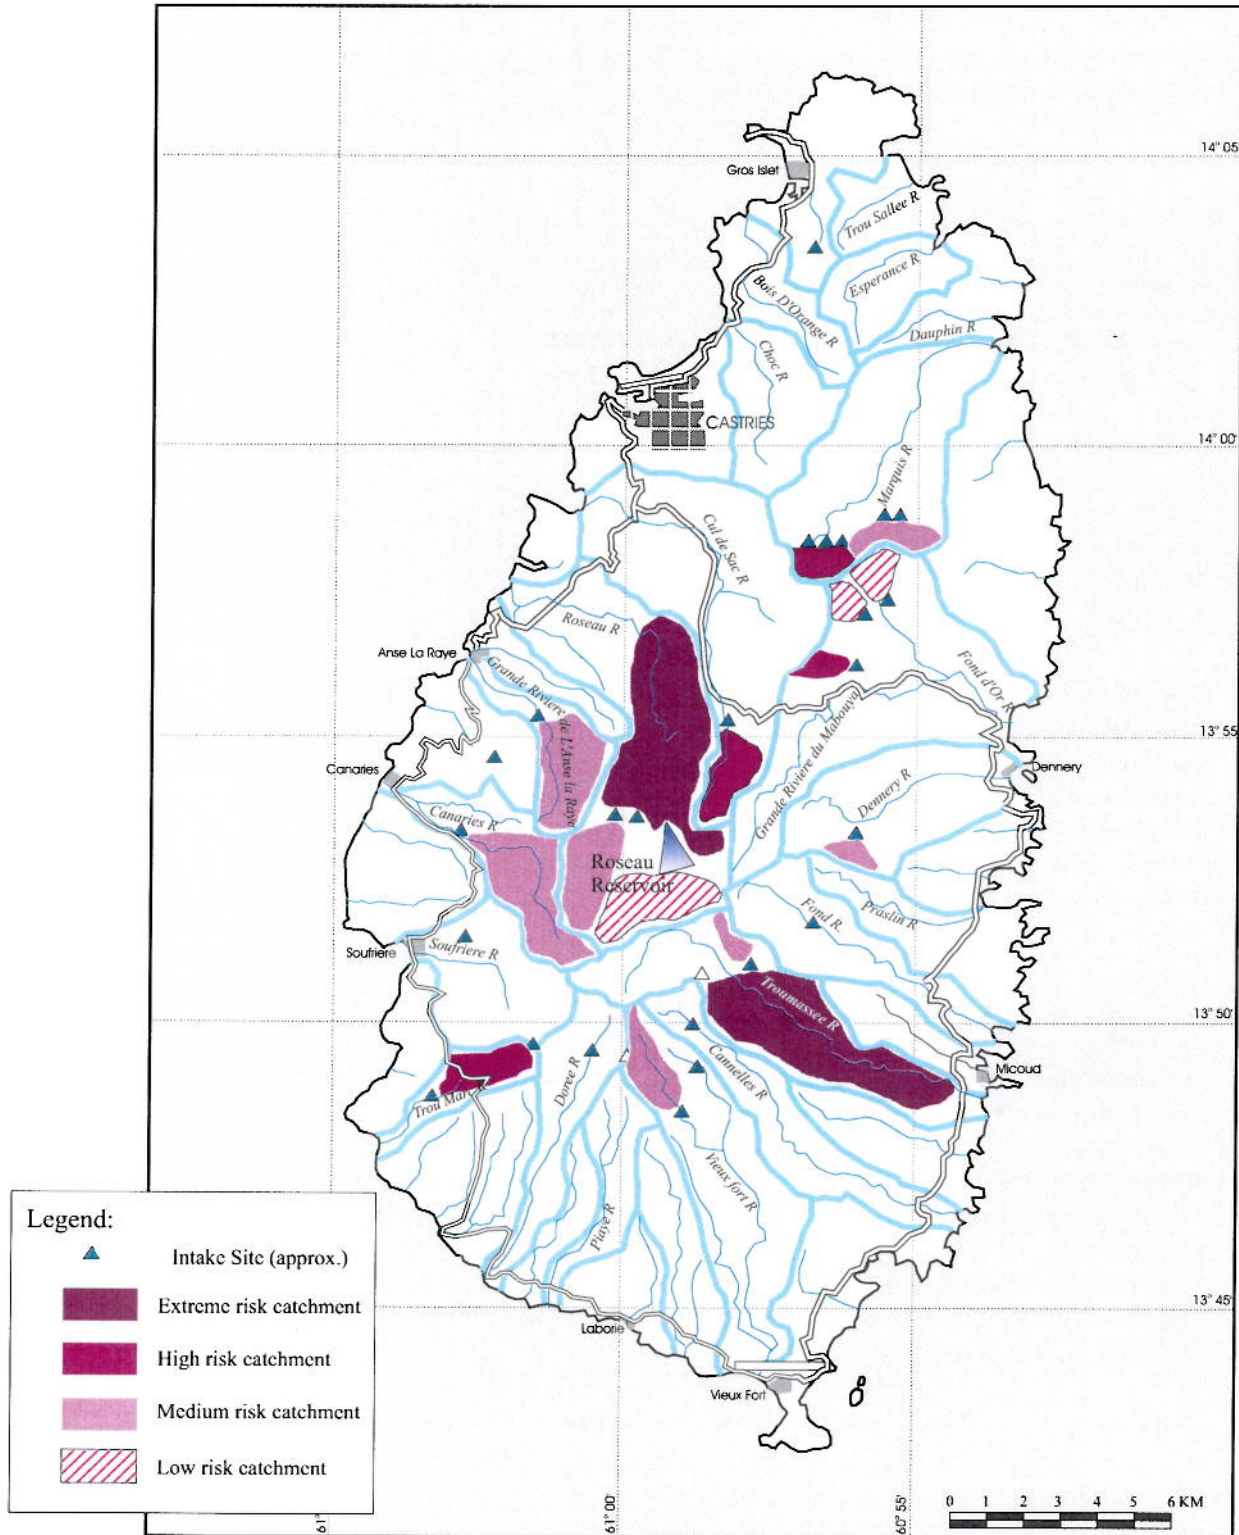 14° 05'
Gros Islet
Trou Sallee R
Esperance R
Bois D'Orange R
Dauphin R
Choc R
CASTRIES
14° 00'
Marquis R
Cul de Sac R
Roseau R
Anse La Raye
Grande Riviere de L'Anse la Raye
Fond d'Or R
13° 55'
Grande Riviere du Mabouya
Canaries
Dennery
Dennery R
Canaries R
Roseau
Reservoir
Praslin R
Fond R.
Soufriere
Soufriere R
Troumassee R
13° 50'
Micoud
Cannelles R
Doree R
Vieux fort R
Piaye R
Legend:
Intake Site (approx.)
Extreme risk catchment
High risk catchment
Medium risk catchment
Low risk catchment
13° 45'
Laborie
Vieux Fort
61° 00'
60° 55'
0 1 2 3 4 5 6 KM